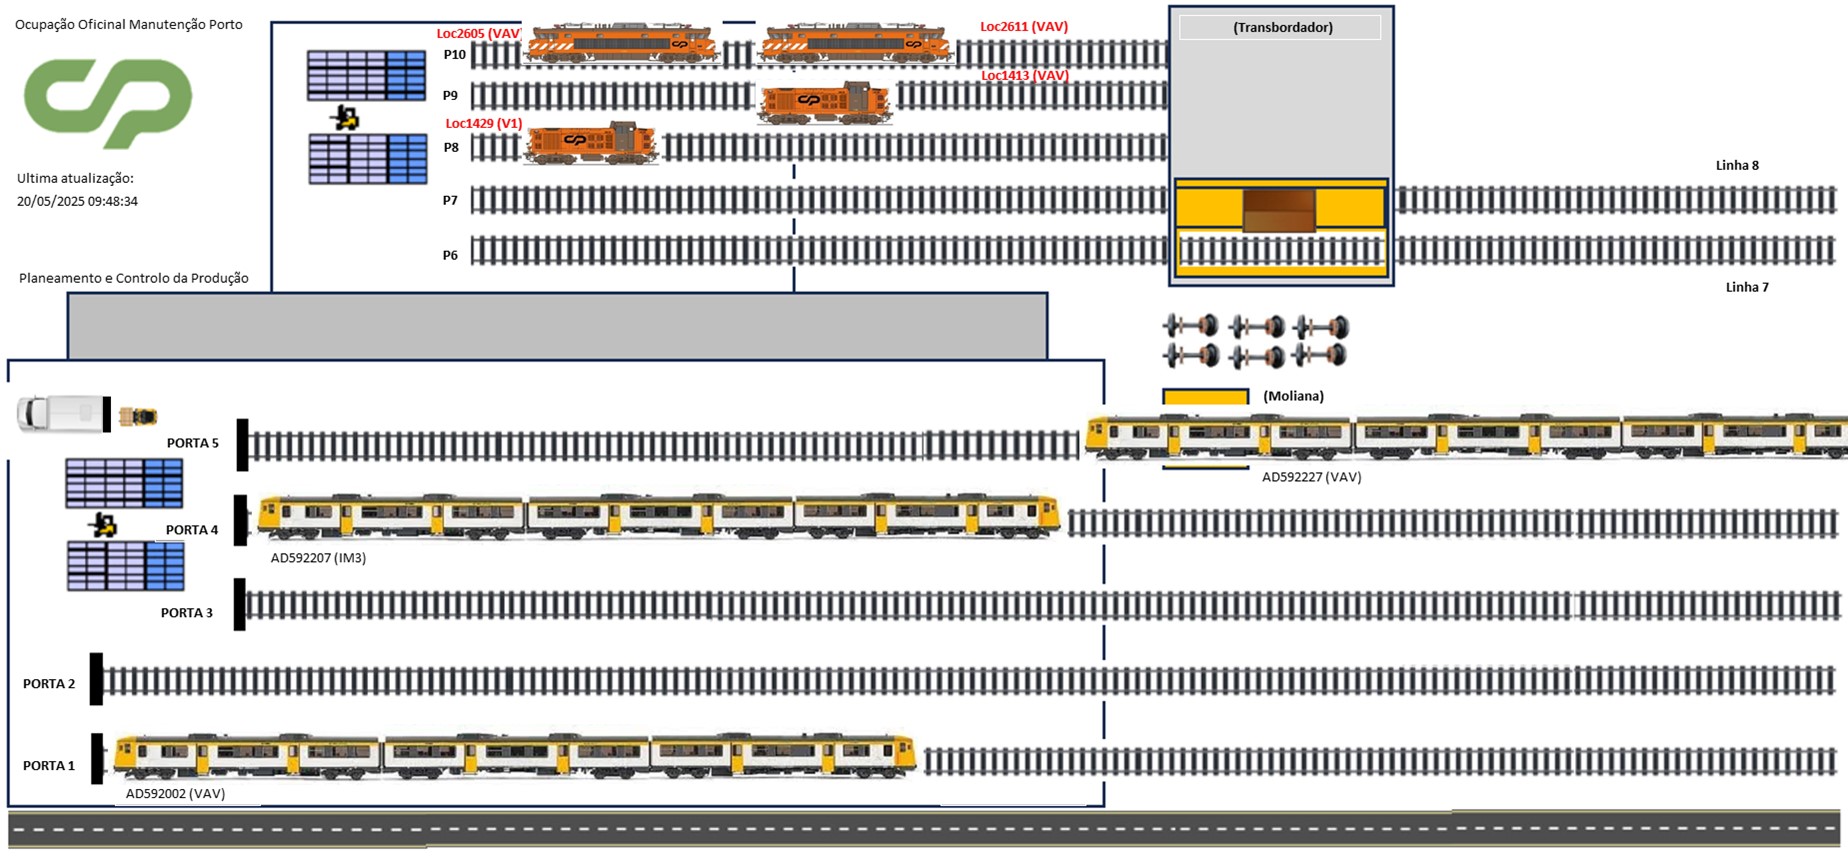 Ocupação Oficinal Manutenção Porto
Loc2605 (VAV)
Loc2611 (VAV)
(Transbordador)
P10
Loc1413 (VAV)
P9
Loc1429 (V1)
P8
Ultima atualização:
20/05/2025 09:48:34
Linha 8
P7
P6
Planeamento e Controlo da Produção
Linha 7
(Moliana)
PORTA 5
AD592227 (VAV)
PORTA 4
AD592207 (IM3)
PORTA 3
PORTA 2
PORTA 1
AD592002 (VAV)